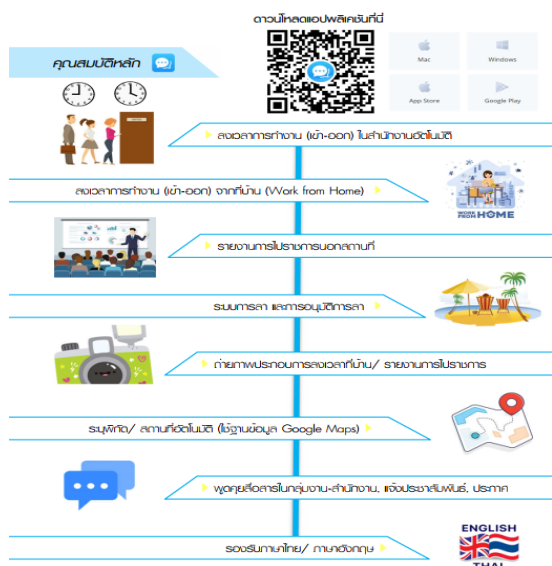 ดาวน์โหลดแอปพลิเคชันที่นี่
คุณสมบัติหลัก
Mac
Windows
App Store
Google Play
ลงเวลาการทำงาน (เข้า-ออก) ในสำนักงานอัตโนมัติ
ลงเวลาการทำงาน (เข้า-ออก) จากที่บ้าน (Work from Home)
WORK
FROM HOME
รายงานการไปราชการนอกสถานที่
ระบบการลา และการอนุมัติการลา
ถ่ายภาพประกอบการลงเวลาที่บ้าน/ รายงานการไปราชการ
ระบุพิกัด/ สถานที่อัตโนมัติ (ใช้ฐานข้อมูล Google Maps)
พูดคุยสื่อสารในกลุ่มงาน-สำนักงาน, แจ้งประชาสัมพันธ์, ประกาศ
ENGLISH
รองรับภาษาไทย/ ภาษาอังกฤษ
THAI